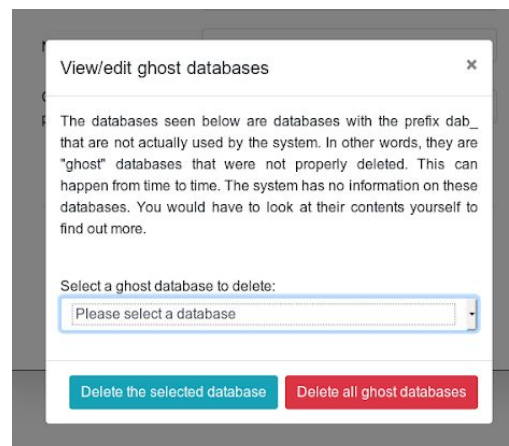 View/edit ghost databases
×
The databases seen below are databases with the prefix dab_
that are not actually used by the system. In other words, they are
"ghost" databases that were not properly deleted. This can
happen from time to time. The system has no information on these
databases. You would have to look at their contents yourself to
find out more.
Select a ghost database to delete:
Please select a database
Delete the selected database
Delete all ghost databases